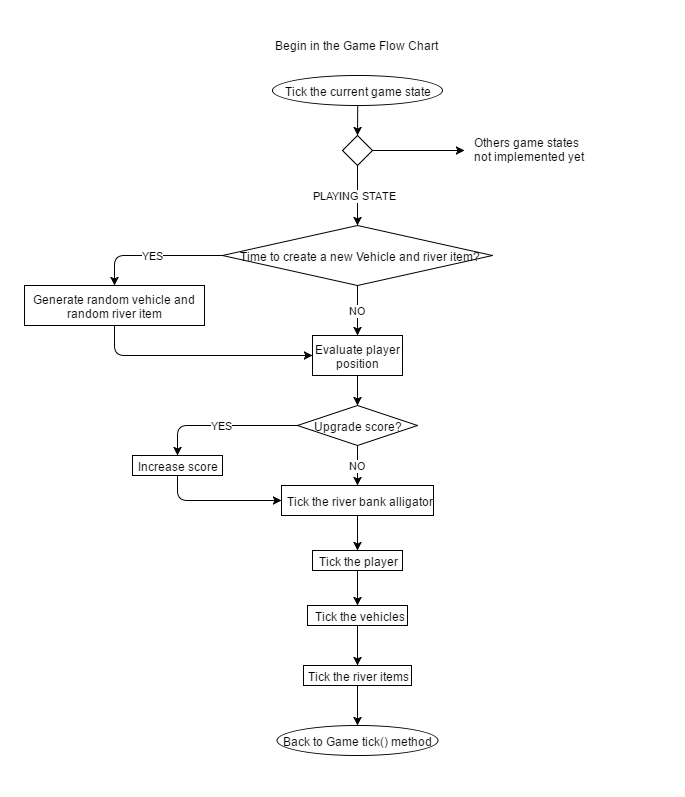 Begin in the Game Flow Chart
Tick the current game state
Others game states
not implemented yet
PLAYING STATE
Time to create a new Vehicle and river item?
YES
Generate random vehicle and
random river item
NO
Evaluate player
position
YES
Upgrade score?
Increase score
NO
Tick the river bank alligator
Tick the player
Tick the vehicles
Tick the river items
Back to Game tick() method